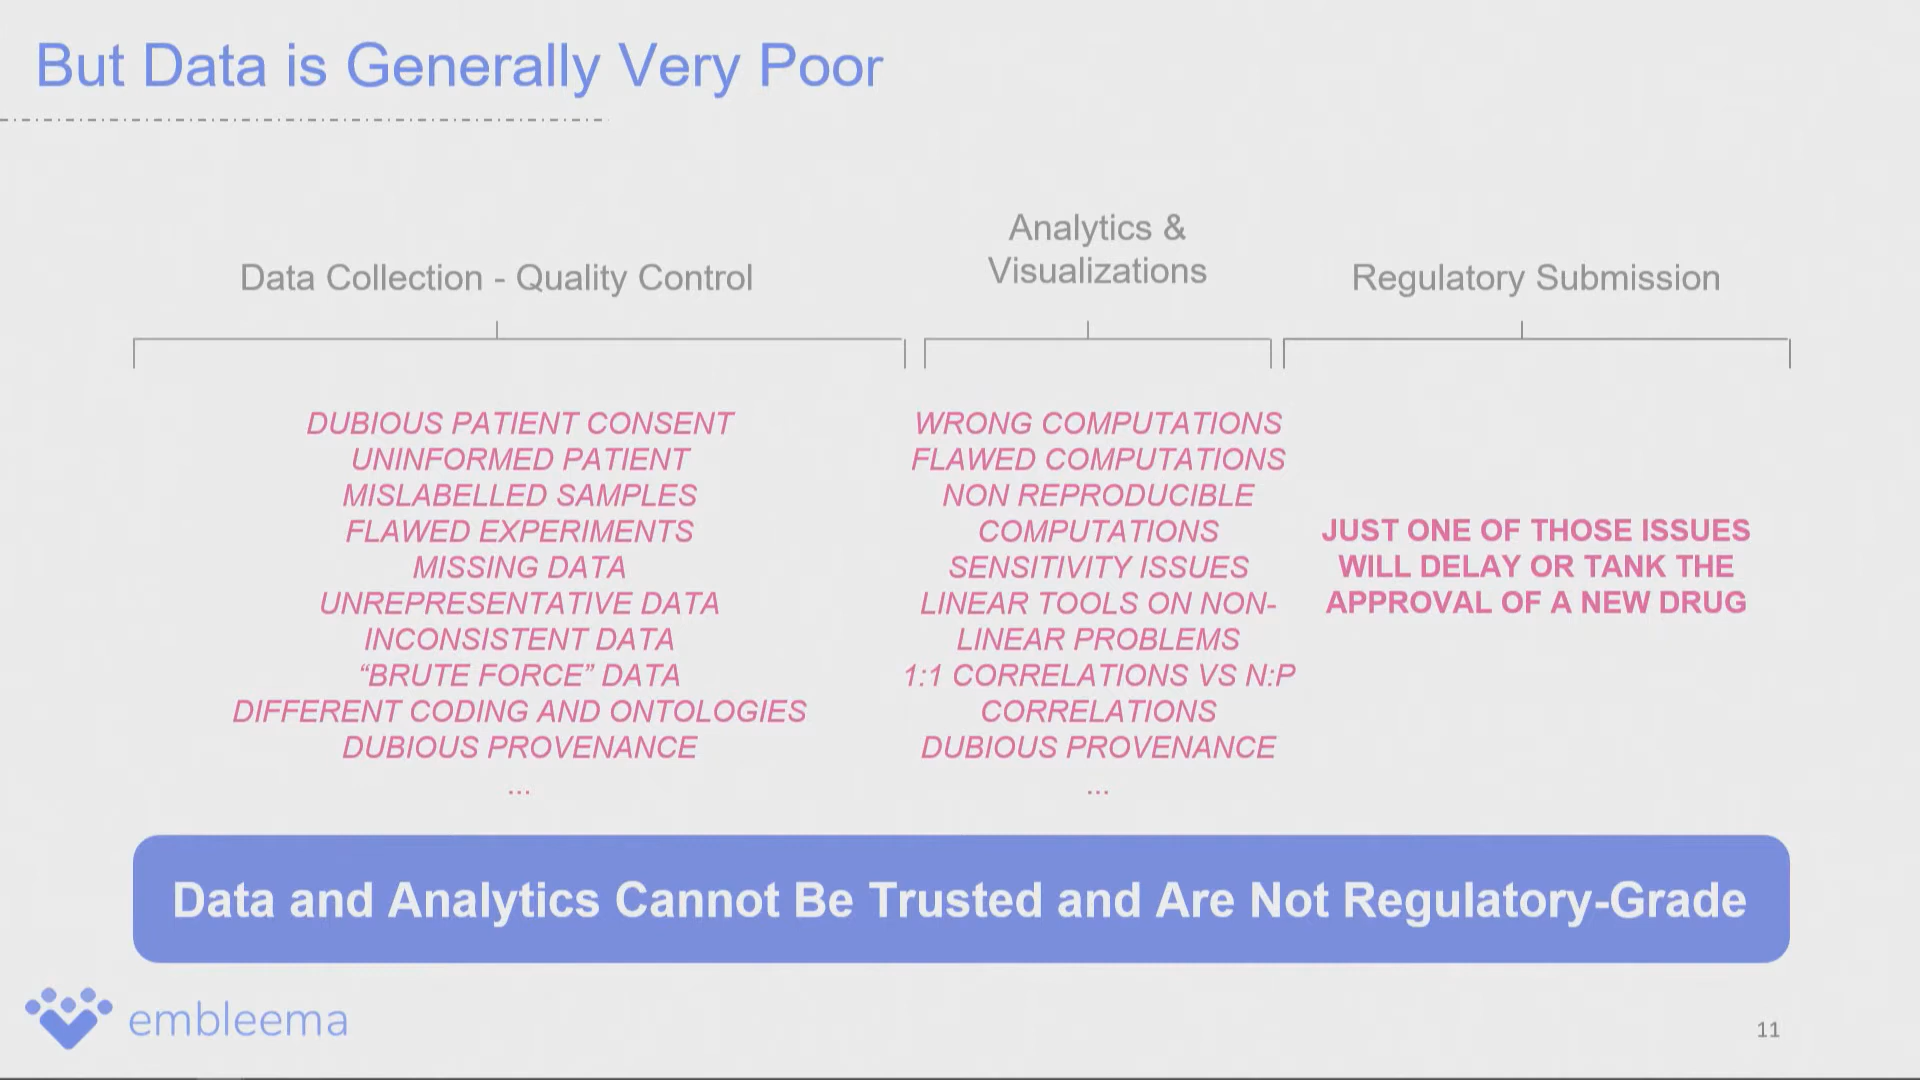 But Data is Generally Very Poor
Data Collection - Quality Control
Analytics &
Visualizations
Regulatory Submission
DUBIOUS PATIENT CONSENT
UNINFORMED PATIENT
MISLABELLED SAMPLES
FLAWED EXPERIMENTS
MISSING DATA
UNREPRESENTATIVE DATA
INCONSISTENT DATA
“BRUTE FORCE” DATA
DIFFERENT CODING AND ONTOLOGIES
DUBIOUS PROVENANCE
...
WRONG COMPUTATIONS
FLAWED COMPUTATIONS
NON REPRODUCIBLE
COMPUTATIONS
SENSITIVITY ISSUES
LINEAR TOOLS ON NON-
LINEAR PROBLEMS
1:1 CORRELATIONS VS N:P
CORRELATIONS
DUBIOUS PROVENANCE
...
JUST ONE OF THOSE ISSUES
WILL DELAY OR TANK THE
APPROVAL OF A NEW DRUG
Data and Analytics Cannot Be Trusted and Are Not Regulatory-Grade
embleema
11